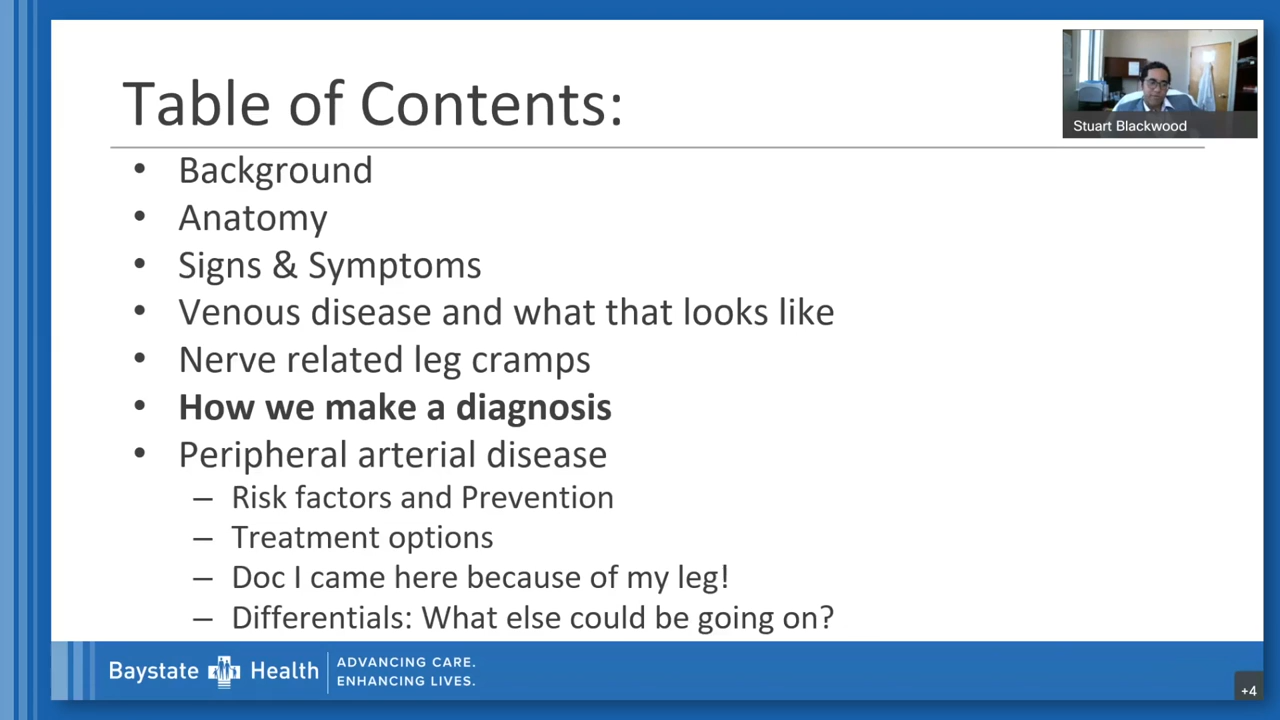 Table of Contents:
Stuart Blackwood
• Background
• Anatomy
• Signs & Symptoms
• Venous disease and what that looks like
• Nerve related leg cramps
• How we make a diagnosis
• Peripheral arterial disease
– Risk factors and Prevention
– Treatment options
– Doc I came here because of my leg!
– Differentials: What else could be going on?
Baystate Health
ADVANCING CARE.
ENHANCING LIVES.
+4